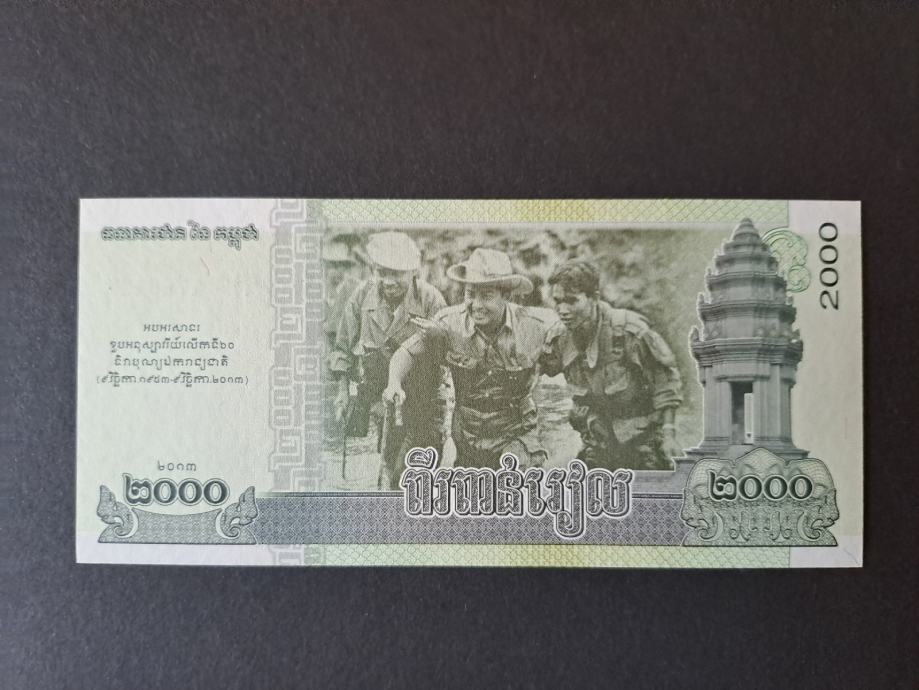 ធនាគារជាតិ នៃ កម្ពុជា
2000
អបអរសាទរ
ខួបអនុស្សាវរីយ៍លើកទី៦០
ទិវាបុណ្យឯករាជ្យជាតិ
(៩វិច្ឆិកា.១៩៥៣-៩វិច្ឆិកា.២០១៣)
២០១៣
២០០០
ពីរពាន់រៀល
២០០០